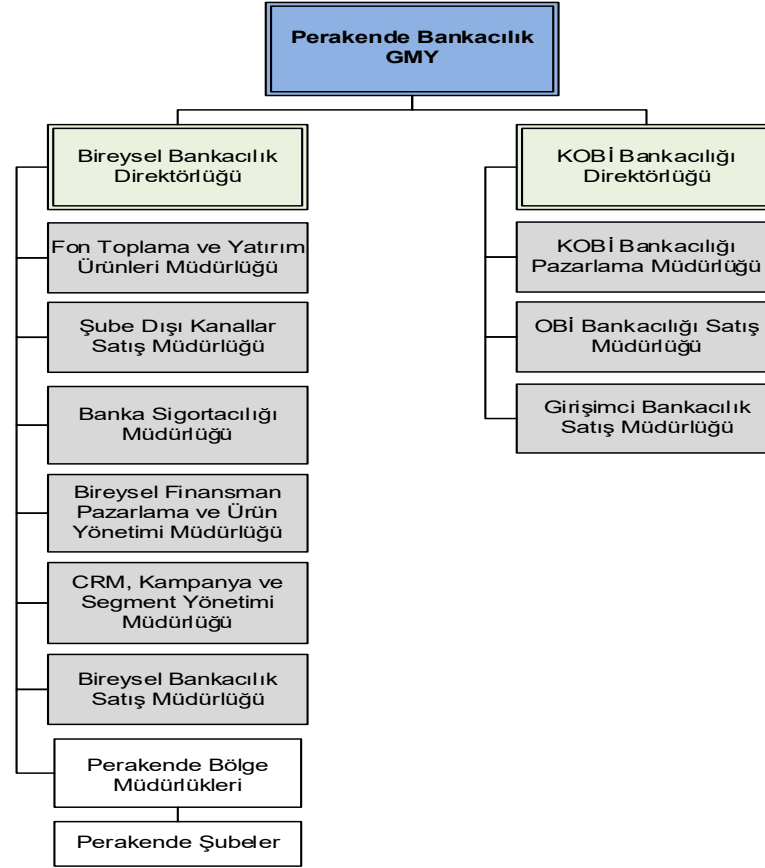 Perakende Bankacılık
GMY
Bireysel Bankacılık
Direktörlüğü
Fon Toplama ve Yatırım
Ürünleri Müdürlüğü
Şube Dışı Kanallar
Satış Müdürlüğü
Banka Sigortacılığı
Müdürlüğü
Bireysel Finansman
Pazarlama ve Ürün
Yönetimi Müdürlüğü
CRM, Kampanya ve
Segment Yönetimi
Müdürlüğü
Bireysel Bankacılık
Satış Müdürlüğü
Perakende Bölge
Müdürlükleri
Perakende Şubeler
KOBİ Bankacılığı
Direktörlüğü
KOBİ Bankacılığı
Pazarlama Müdürlüğü
OBİ Bankacılığı Satış
Müdürlüğü
Girişimci Bankacılık
Satış Müdürlüğü